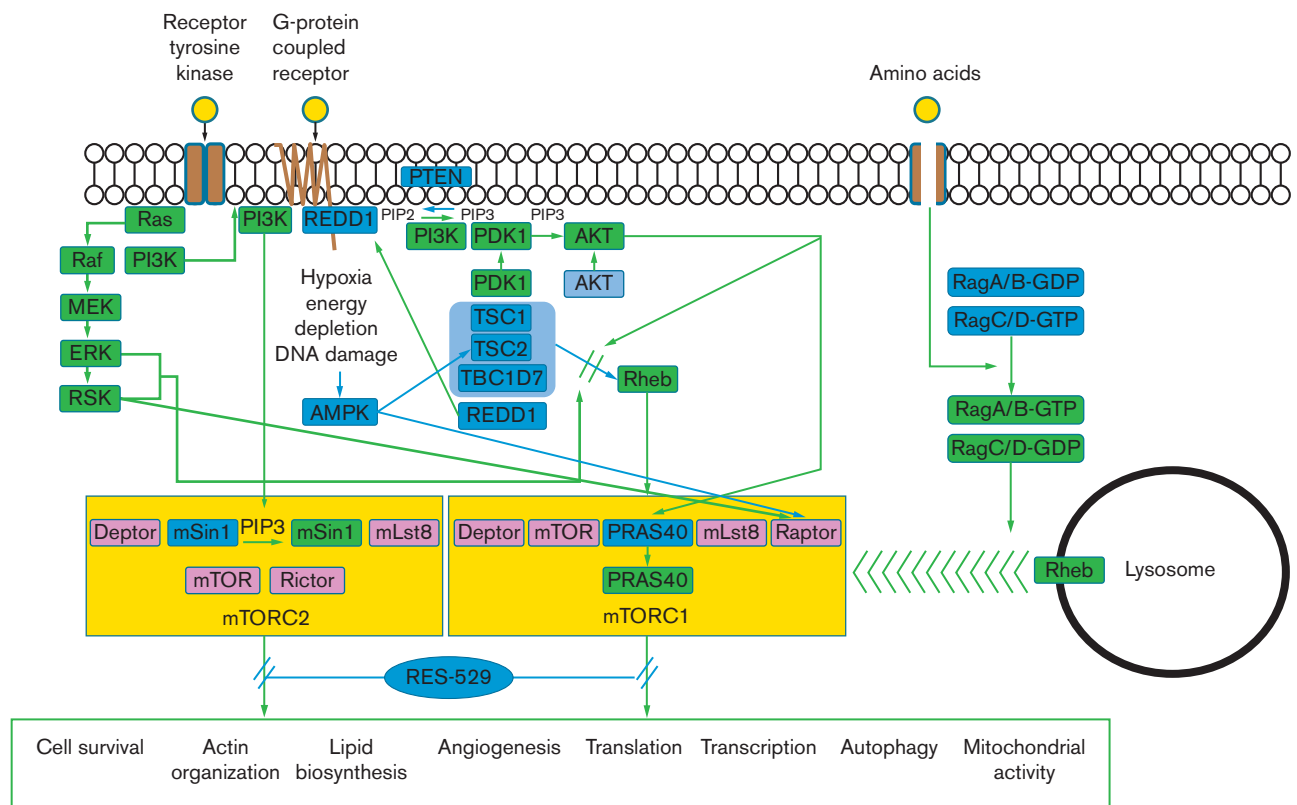 Receptor
tyrosine
kinase
G-protein
coupled
receptor
Amino acids
PTEN
Ras
PI3K
REDD1
PIP2
PIP3
PIP3
Raf
PI3K
PI3K
PDK1
AKT
PDK1
AKT
MEK
ERK
RSK
Hypoxia
energy
depletion
DNA damage
AMPK
TSC1
TSC2
TBC1D7
REDD1
Rheb
RagA/B-GDP
RagC/D-GTP
RagA/B-GTP
RagC/D-GDP
Deptor
mSin1
PIP3
mSin1
mLst8
mTOR
Rictor
mTORC2
Deptor
mTOR
PRAS40
mLst8
Raptor
PRAS40
mTORC1
Rheb
Lysosome
RES-529
Cell survival
Actin
organization
Lipid
biosynthesis
Angiogenesis
Translation
Transcription
Autophagy
Mitochondrial
activity